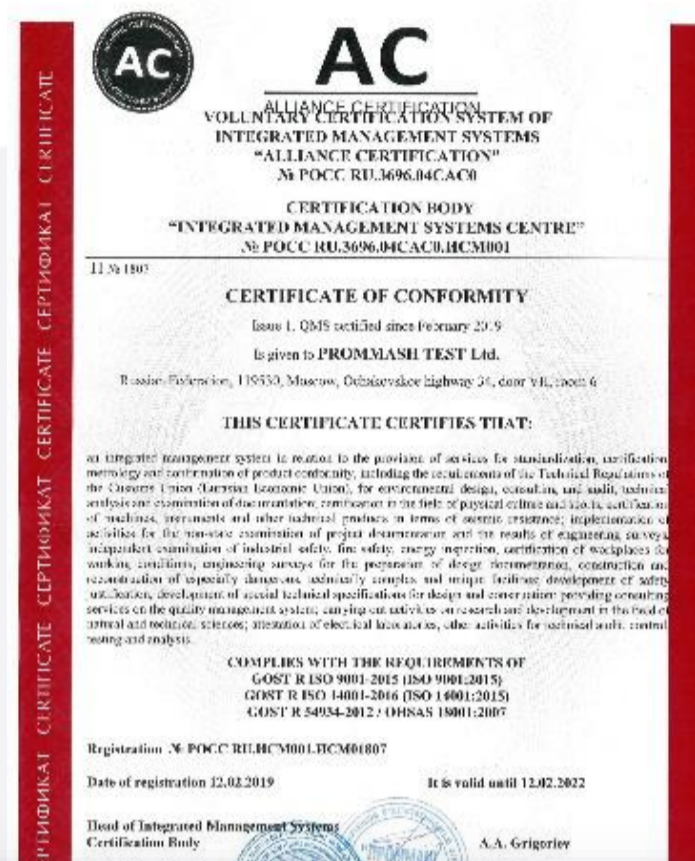 AC
AC
ALLIANCE CERTIFICATION
VOLUNTARY CERTIFICATION SYSTEM OF
INTEGRATED MANAGEMENT SYSTEMS
“ALLIANCE CERTIFICATION”
№ РОСС RU.3696.04САС0
CERTIFICATION BODY
“INTEGRATED MANAGEMENT SYSTEMS CENTRE”
№ РОСС RU.3696.04САС0.НСМ001
П № 1807
CERTIFICATE OF CONFORMITY
Issue 1. QMS certified since February 2019
Is given to PROMMASH TEST Ltd.
Russian Federation, 119530, Moscow, Ochakovskoe highway 34, door VII, room 6
THIS CERTIFICATE CERTIFIES THAT:
an integrated management system in relation to the provision of services for standardization, certification
metrology and confirmation of product conformity, including the requirements of the Technical Regulations of
the Customs Union (Eurasian Economic Union), for environmental design, consulting and audit, technical
analysis and examination of documentation; certification in the field of physical culture and sports, certification
of machines, instruments and other technical products in terms of seismic resistance; implementation of
activities for the non-state examination of project documentation and the results of engineering surveys,
independent examination of industrial safety, fire safety, energy inspection, certification of workplaces for
working conditions; engineering surveys for the preparation of design documentation, construction and
reconstruction of especially dangerous, technically complex and unique facilities; development of safety
justification, development of special technical specifications for design and construction; providing consulting
services on the quality management system; carrying out activities on research and development in the field of
natural and technical sciences; attestation of electrical laboratories, other activities for technical audit, control,
testing and analysis
COMPLIES WITH THE REQUIREMENTS OF
GOST R ISO 9001-2015 (ISO 9001:2015)
GOST R ISO 14001-2016 (ISO 14001:2015)
GOST R 54934-2012 / OHSAS 18001:2007
Registration № РОСС RU.НСМ001.НСМ01807
Date of registration 12.02.2019 It is valid until 12.02.2022
Head of Integrated Management Systems
Certification Body A.A. Grigoriev
СЕРТИФИКАТ CERTIFICATE СЕРТИФИКАТ CERTIFICATE СЕРТИФИКАТ CERTIFICATE